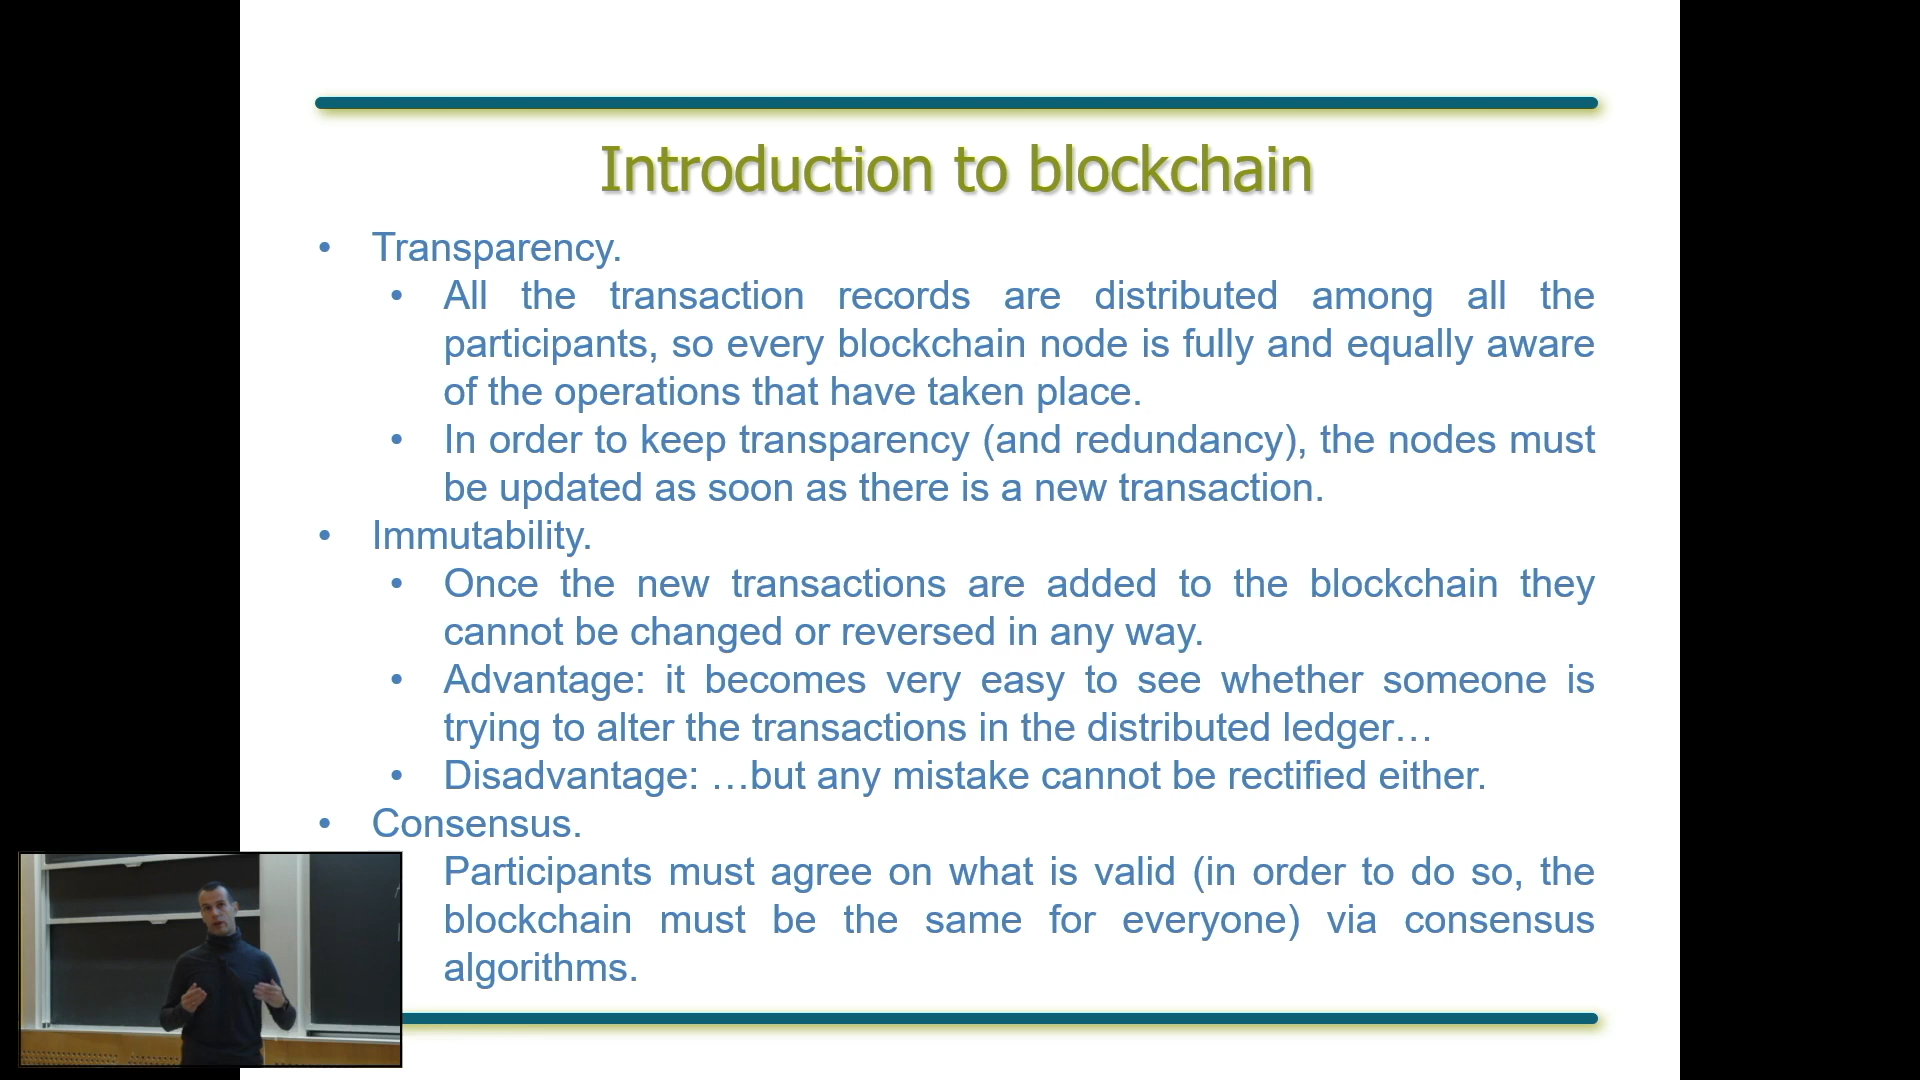 Introduction to blockchain
• Transparency.
• All the transaction records are distributed among all the
participants, so every blockchain node is fully and equally aware
of the operations that have taken place.
• In order to keep transparency (and redundancy), the nodes must
be updated as soon as there is a new transaction.
• Immutability.
• Once the new transactions are added to the blockchain they
cannot be changed or reversed in any way.
• Advantage: it becomes very easy to see whether someone is
trying to alter the transactions in the distributed ledger…
• Disadvantage: …but any mistake cannot be rectified either.
• Consensus.
Participants must agree on what is valid (in order to do so, the
blockchain must be the same for everyone) via consensus
algorithms.